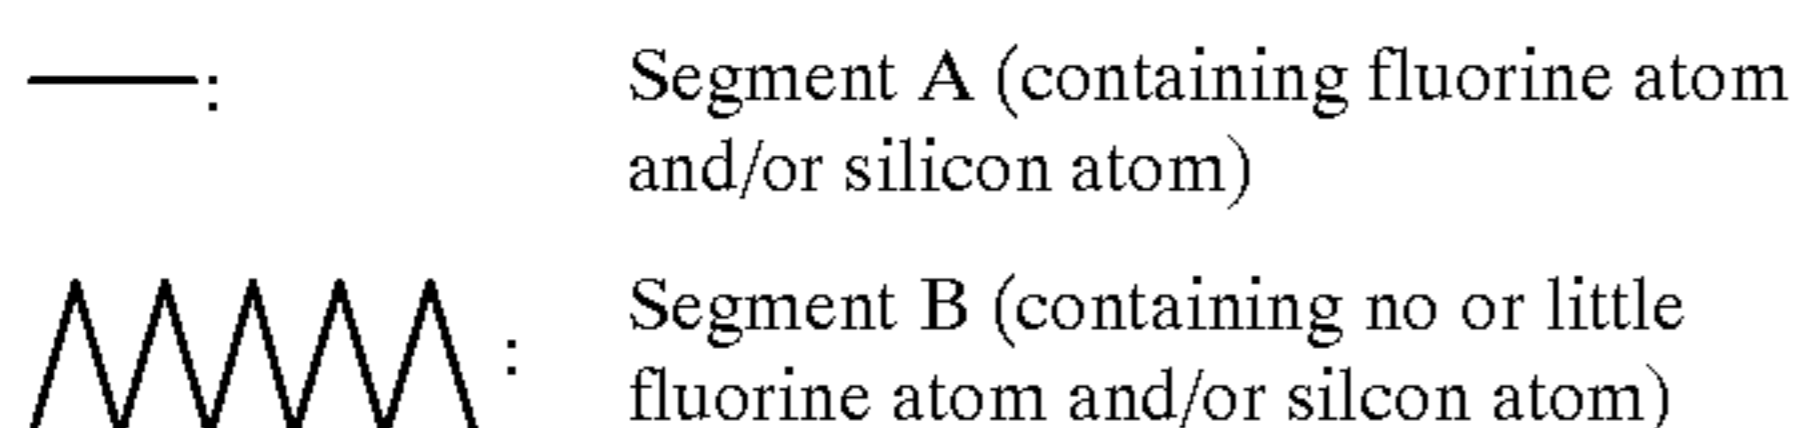 : Segment A (containing fluorine atom
and/or silicon atom)
: Segment B (containing no or little
fluorine atom and/or silcon atom)